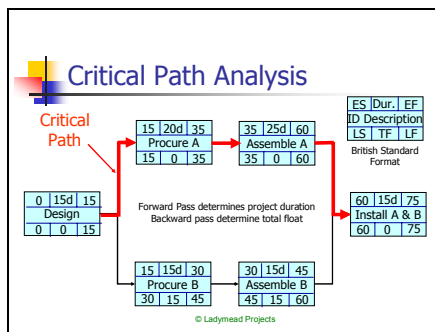 Critical Path Analysis
Critical
Path
ES Dur. EF
ID Description
LS TF LF
British Standard
Format
15 20d 35
Procure A
15 0 35
35 25d 60
Assemble A
35 0 60
0 15d 15
Design
0 0 15
Forward Pass determines project duration
Backward pass determine total float
60 15d 75
Install A & B
60 0 75
15 15d 30
Procure B
30 15 45
30 15d 45
Assemble B
45 15 60
© Ladymead Projects